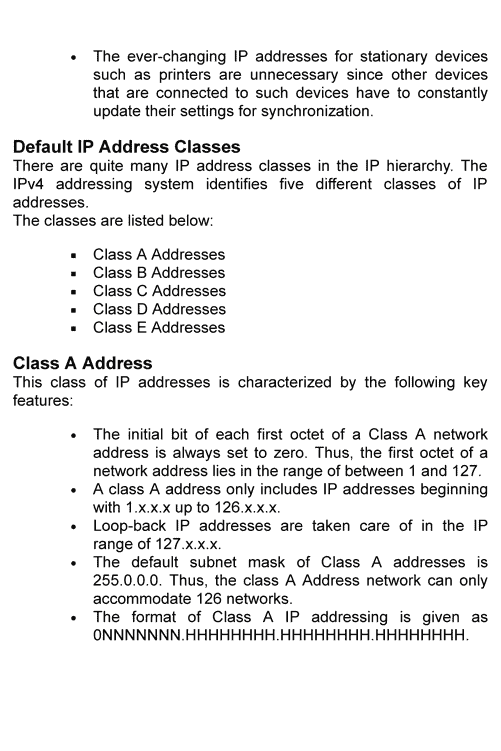 • The ever-changing IP addresses for stationary devices
such as printers are unnecessary since other devices
that are connected to such devices have to constantly
update their settings for synchronization.
Default IP Address Classes
There are quite many IP address classes in the IP hierarchy. The
IPv4 addressing system identifies five different classes of IP
addresses.
The classes are listed below:
▪ Class A Addresses
▪ Class B Addresses
▪ Class C Addresses
▪ Class D Addresses
▪ Class E Addresses
Class A Address
This class of IP addresses is characterized by the following key
features:
• The initial bit of each first octet of a Class A network
address is always set to zero. Thus, the first octet of a
network address lies in the range of between 1 and 127.
• A class A address only includes IP addresses beginning
with 1.x.x.x up to 126.x.x.x.
• Loop-back IP addresses are taken care of in the IP
range of 127.x.x.x.
• The default subnet mask of Class A addresses is
255.0.0.0. Thus, the class A Address network can only
accommodate 126 networks.
• The format of Class A IP addressing is given as
0NNNNNNN.HHHHHHHH.HHHHHHHH.HHHHHHHH.